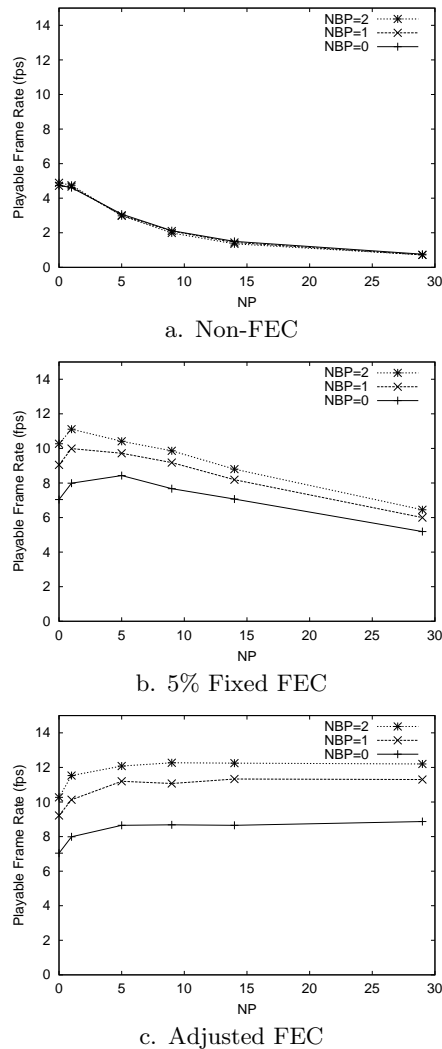 14
12
10
8
6
4
2
0
Playable Frame Rate (fps)
NBP=2
NBP=1
NBP=0
0 5 10 15 20 25 30
NP
a. Non-FEC
14
12
10
8
6
4
2
0
Playable Frame Rate (fps)
NBP=2
NBP=1
NBP=0
0 5 10 15 20 25 30
NP
b. 5% Fixed FEC
14
12
10
8
6
4
2
0
Playable Frame Rate (fps)
NBP=2
NBP=1
NBP=0
0 5 10 15 20 25 30
NP
c. Adjusted FEC